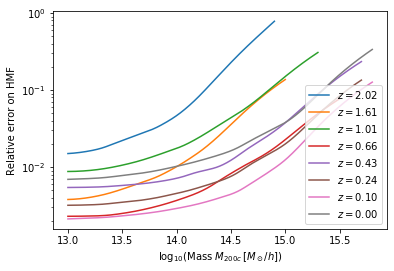 10⁰
10⁻¹
10⁻²
Relative error on HMF
z = 2.02
z = 1.61
z = 1.01
z = 0.66
z = 0.43
z = 0.24
z = 0.10
z = 0.00
13.0 13.5 14.0 14.5 15.0 15.5
log₁₀(Mass M₂₀₀c [M⊙/h])